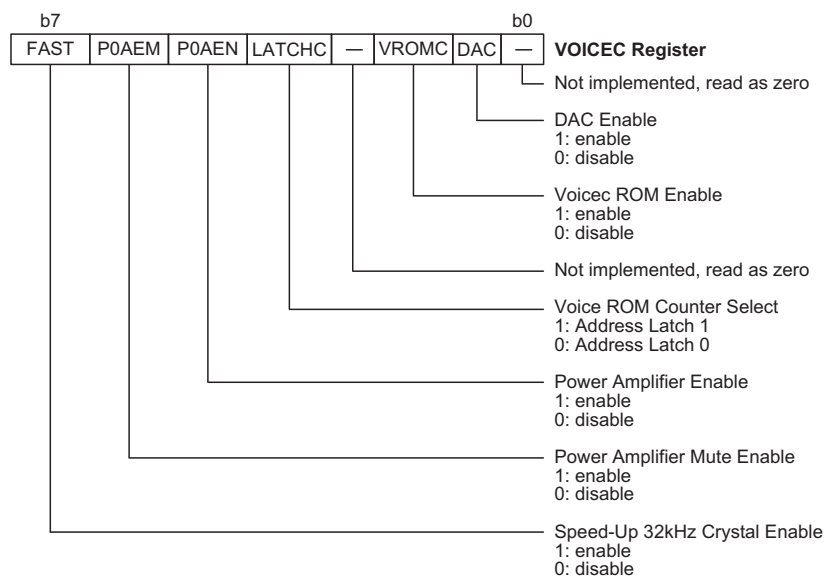 b7 b0
FAST P0AEM P0AEN LATCHC — VROMC DAC — VOICEC Register
Not implemented, read as zero
DAC Enable
1: enable
0: disable
Voicec ROM Enable
1: enable
0: disable
Not implemented, read as zero
Voice ROM Counter Select
1: Address Latch 1
0: Address Latch 0
Power Amplifier Enable
1: enable
0: disable
Power Amplifier Mute Enable
1: enable
0: disable
Speed-Up 32kHz Crystal Enable
1: enable
0: disable